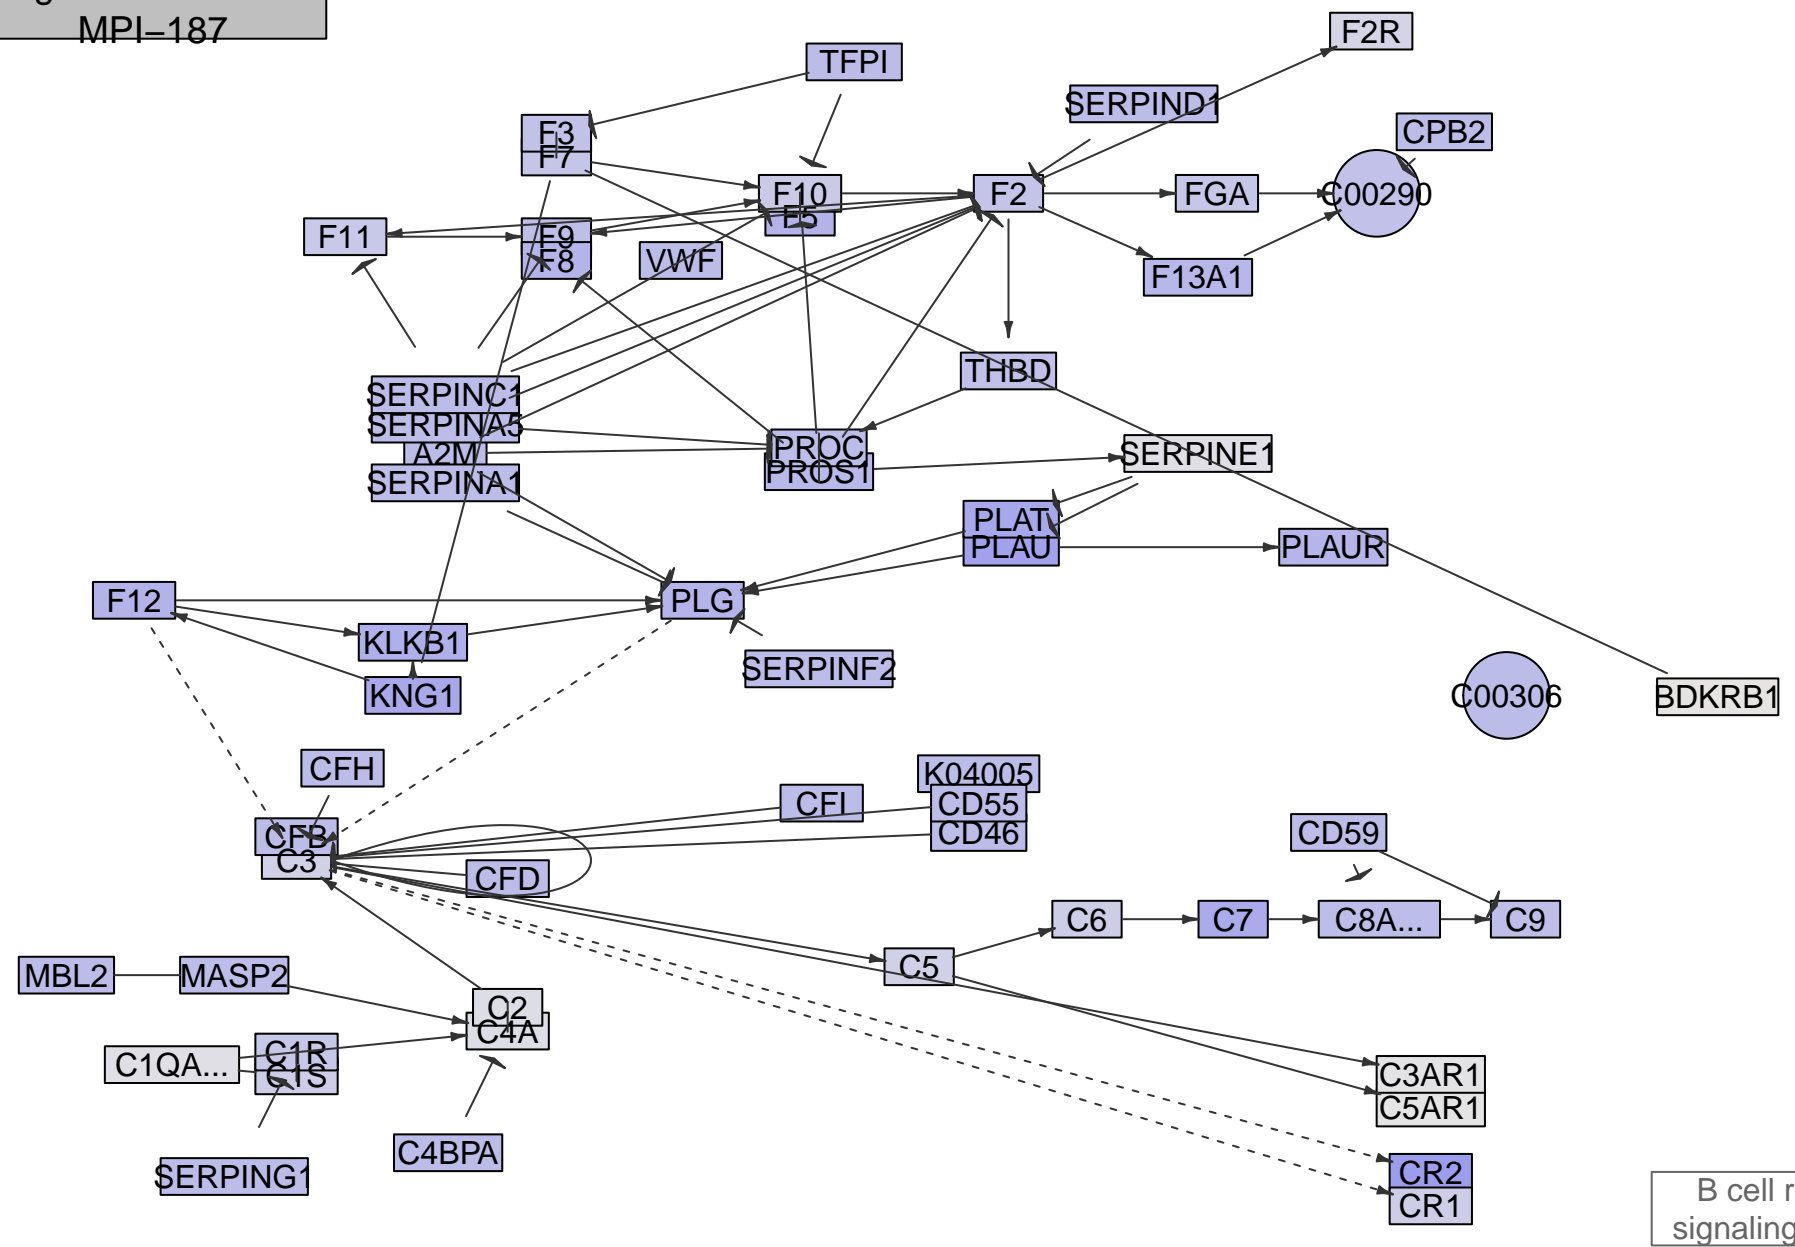 MPI−187
F2R
TFPI
SERPIND1
CPB2
F3
F7
F10
F5
F2
FGA
C00290
F11
F9
F8
VWF
F13A1
THBD
SERPINC1
SERPINA5
A2M
SERPINA1
PROC
PROS1
SERPINE1
PLAT
PLAU
PLAUR
F12
PLG
KLKB1
KNG1
SERPINF2
C00306
BDKRB1
CFH
K04005
CFI
CD55
CD46
CFB
C3
CD59
CFD
C6
C7
C8A...
C9
C5
MBL2
MASP2
C2
C4A
C1QA...
C1R
C1S
C3AR1
C5AR1
C4BPA
SERPING1
CR2
CR1
B cell r
signaling